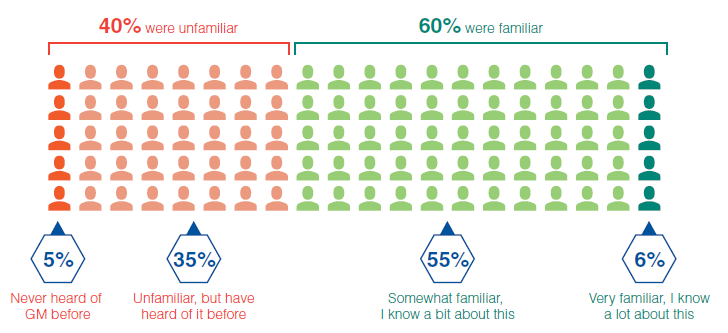 40% were unfamiliar
60% were familiar
5%
35%
55%
6%
Never heard of
GM before
Unfamiliar, but have
heard of it before
Somewhat familiar,
I know a bit about this
Very familiar, I know
a lot about this